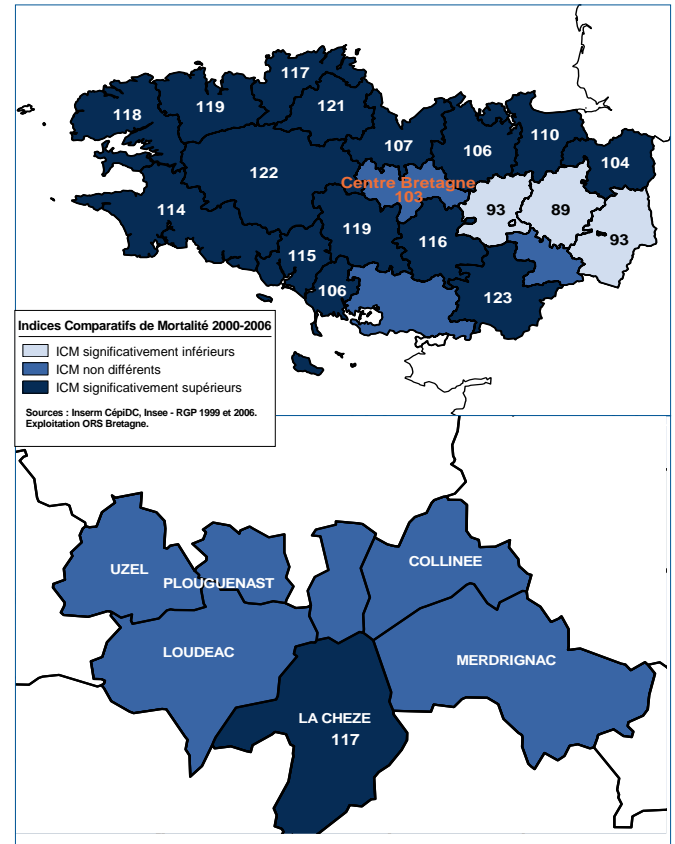 117
118
119
121
107
106
110
104
122
Centre Bretagne
103
93
89
93
114
119
116
115
106
123
Indices Comparatifs de Mortalité 2000-2006
ICM significativement inférieurs
ICM non différents
ICM significativement supérieurs
Sources : Inserm CépiDC, Insee - RGP 1999 et 2006.
Exploitation ORS Bretagne.
UZEL
PLOUGUENAST
COLLINEE
LOUDEAC
MERDRIGNAC
LA CHEZE
117